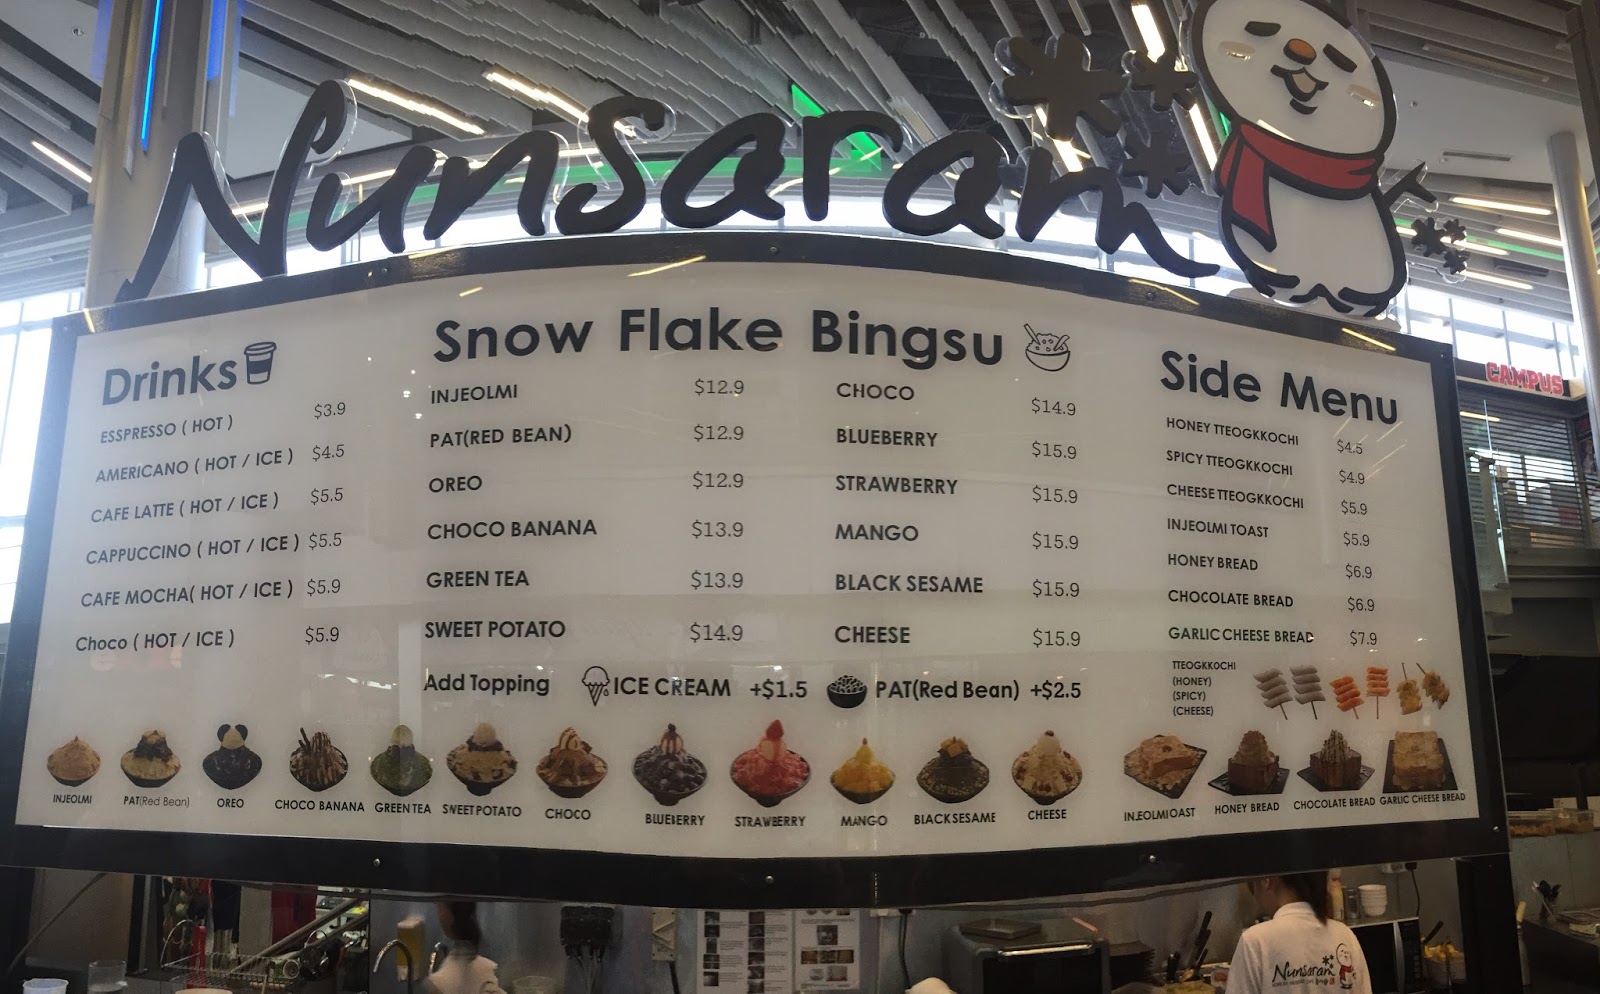 Nunsaram
CAMPUS
Drinks
ESSPRESSO ( HOT ) $3.9
AMERICANO ( HOT / ICE ) $4.5
CAFE LATTE ( HOT / ICE ) $5.5
CAPPUCCINO ( HOT / ICE ) $5.5
CAFE MOCHA( HOT / ICE ) $5.9
Choco ( HOT / ICE ) $5.9
Snow Flake Bingsu
INJEOLMI $12.9
PAT(RED BEAN) $12.9
OREO $12.9
CHOCO BANANA $13.9
GREEN TEA $13.9
SWEET POTATO $14.9
CHOCO $14.9
BLUEBERRY $15.9
STRAWBERRY $15.9
MANGO $15.9
BLACK SESAME $15.9
CHEESE $15.9
Add Topping ICE CREAM +$1.5 PAT(Red Bean) +$2.5
Side Menu
HONEY TTEOGKKOCHI $4.5
SPICY TTEOGKKOCHI $4.9
CHEESE TTEOGKKOCHI $5.9
INJEOLMI TOAST $5.9
HONEY BREAD $6.9
CHOCOLATE BREAD $6.9
GARLIC CHEESE BREAD $7.9
TTEOGKKOCHI
(HONEY)
(SPICY)
(CHEESE)
INJEOLMI PAT(Red Bean) OREO CHOCO BANANA GREEN TEA SWEET POTATO CHOCO BLUEBERRY STRAWBERRY MANGO BLACK SESAME CHEESE INJEOLMIOAST HONEY BREAD CHOCOLATE BREAD GARLIC CHEESE BREAD
Nunsaram